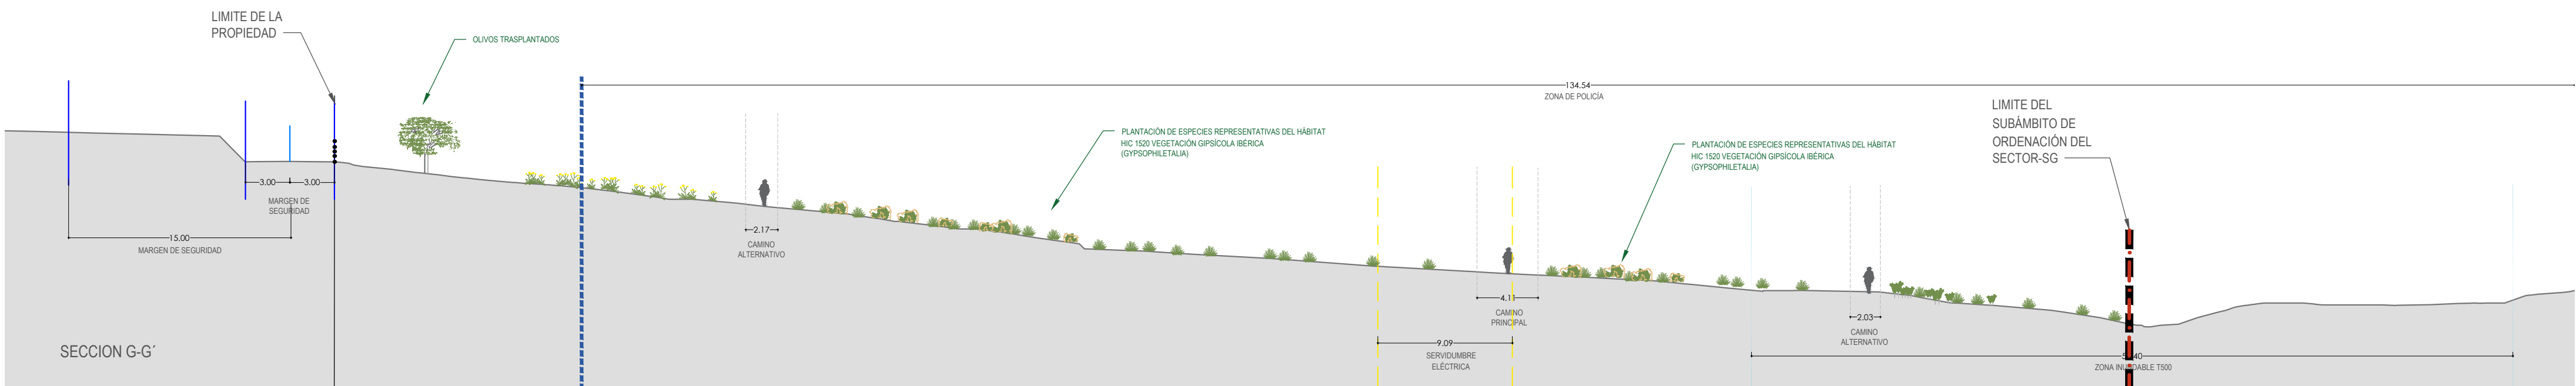 LIMITE DE LA
PROPIEDAD
OLIVOS TRASPLANTADOS
134.54
ZONA DE POLICÍA
LIMITE DEL
SUBÁMBITO DE
ORDENACIÓN DEL
SECTOR-SG
PLANTACIÓN DE ESPECIES REPRESENTATIVAS DEL HÁBITAT
HIC 1520 VEGETACIÓN GIPSÍCOLA IBÉRICA
(GYPSOPHILETALIA)
PLANTACIÓN DE ESPECIES REPRESENTATIVAS DEL HÁBITAT
HIC 1520 VEGETACIÓN GIPSÍCOLA IBÉRICA
(GYPSOPHILETALIA)
3.00
3.00
MARGEN DE
SEGURIDAD
15.00
MARGEN DE SEGURIDAD
2.17
CAMINO
ALTERNATIVO
4.11
CAMINO
PRINCIPAL
9.09
SERVIDUMBRE
ELÉCTRICA
2.03
CAMINO
ALTERNATIVO
ZONA INUNDABLE T500
SECCION G-G´